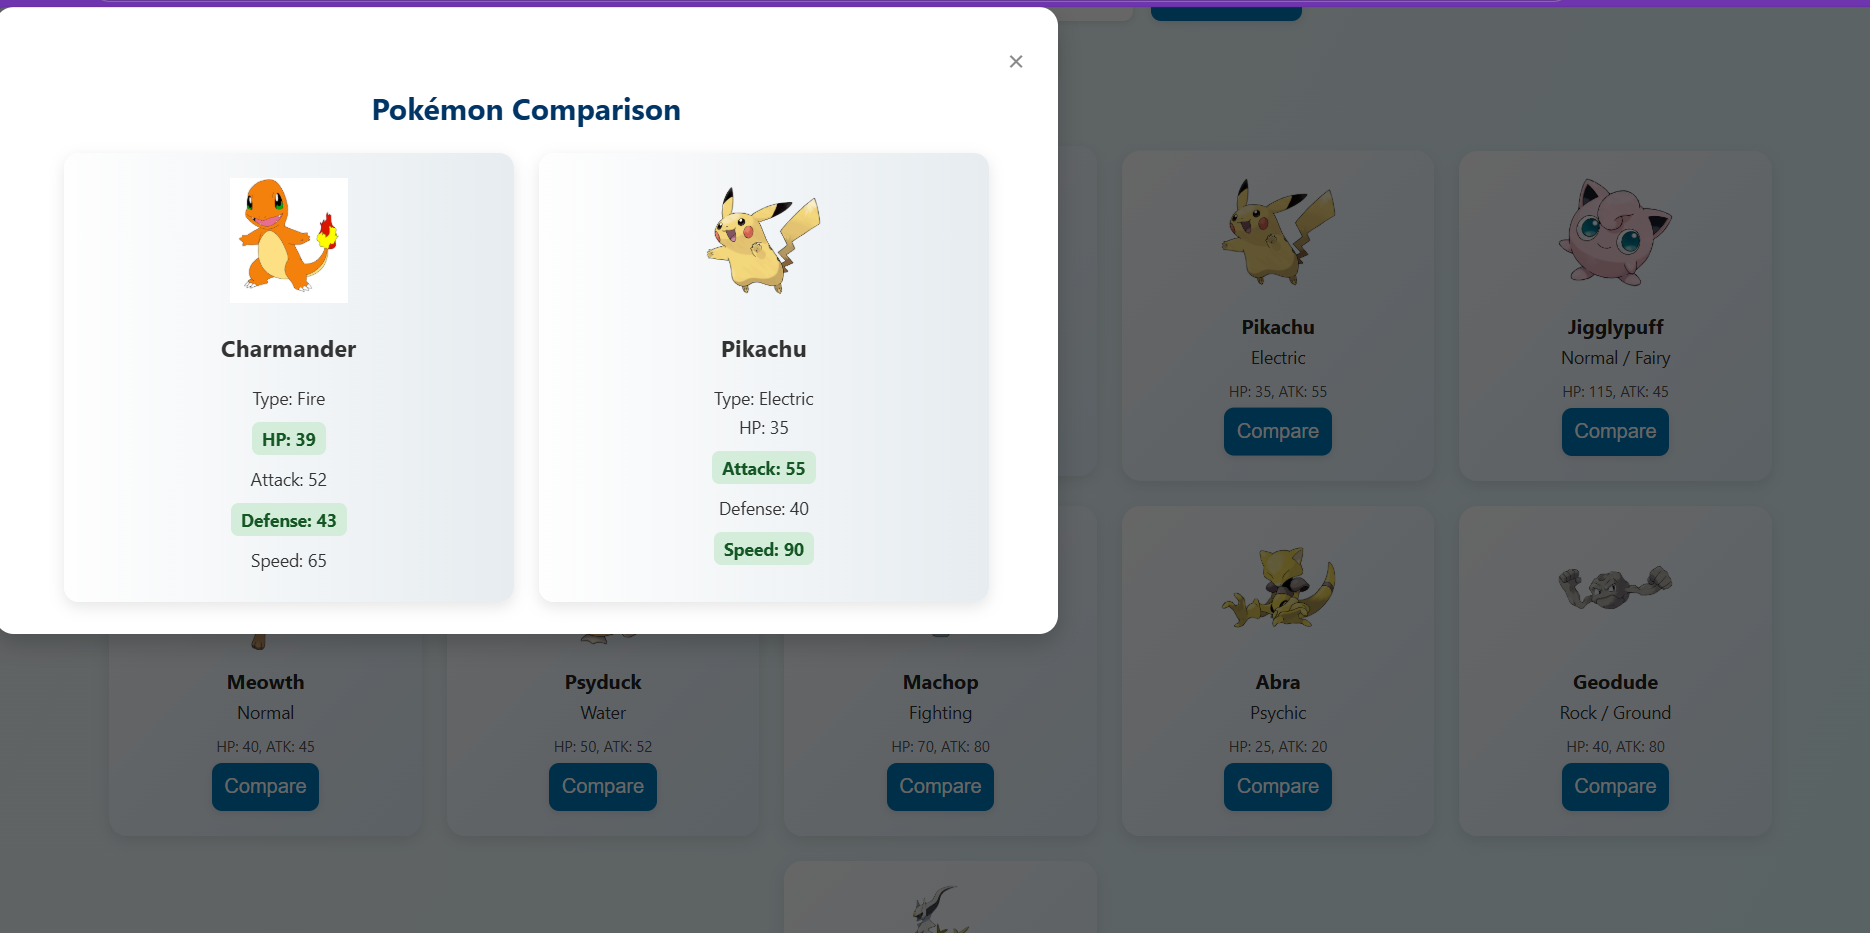 ×
Pokémon Comparison
Charmander
Type: Fire
HP: 39
Attack: 52
Defense: 43
Speed: 65
Pikachu
Type: Electric
HP: 35
Attack: 55
Defense: 40
Speed: 90
Pikachu
Electric
HP: 35, ATK: 55
Compare
Jigglypuff
Normal / Fairy
HP: 115, ATK: 45
Compare
Meowth
Normal
HP: 40, ATK: 45
Compare
Psyduck
Water
HP: 50, ATK: 52
Compare
Machop
Fighting
HP: 70, ATK: 80
Compare
Abra
Psychic
HP: 25, ATK: 20
Compare
Geodude
Rock / Ground
HP: 40, ATK: 80
Compare